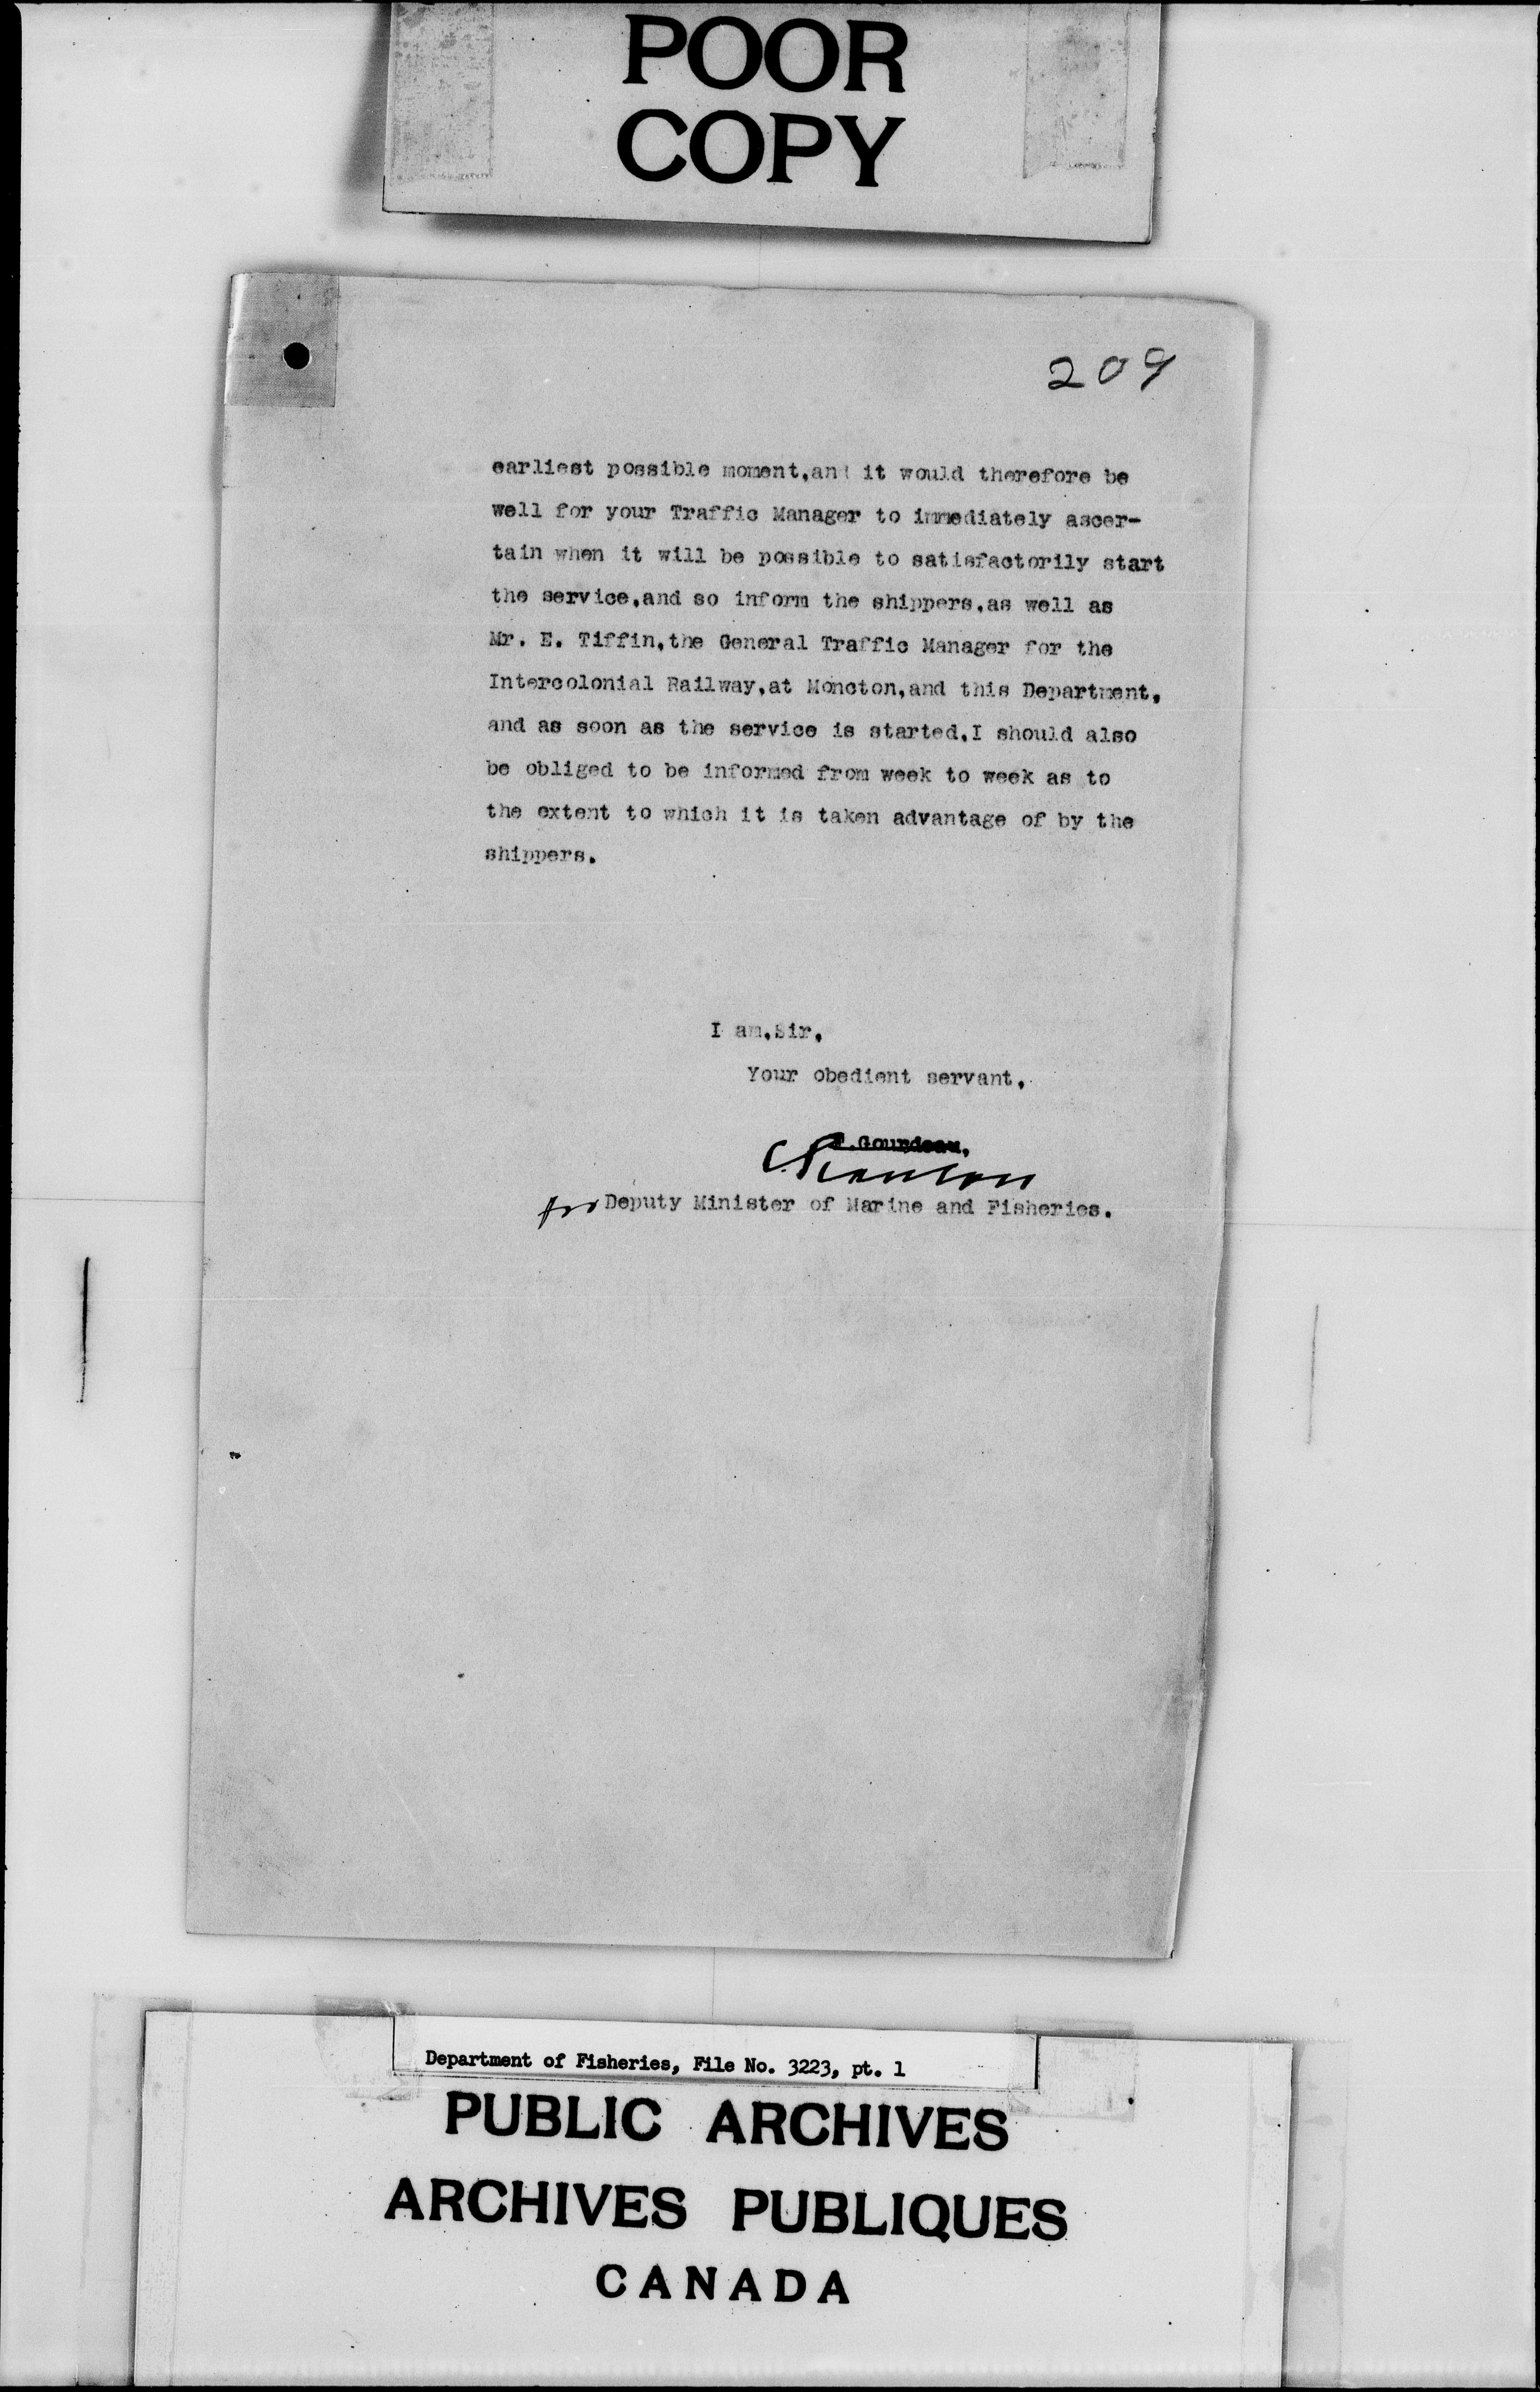 POOR
COPY
209
earliest possible moment,and it would therefore be
well for your Traffic Manager to immediately ascer-
tain when it will be possible to satisfactorily start
the service,and so inform the shippers,as well as
Mr. E. Tiffin,the General Traffic Manager for the
Intercolonial Railway,at Moncton,and this Department,
and as soon as the service is started,I should also
be obliged to be informed from week to week as to
the extent to which it is taken advantage of by the
shippers.
I am,Sir,
Your obedient servant,
F.Gourdeau,
for Deputy Minister of Marine and Fisheries.
Department of Fisheries, File No. 3223, pt. 1
PUBLIC ARCHIVES
ARCHIVES PUBLIQUES
CANADA